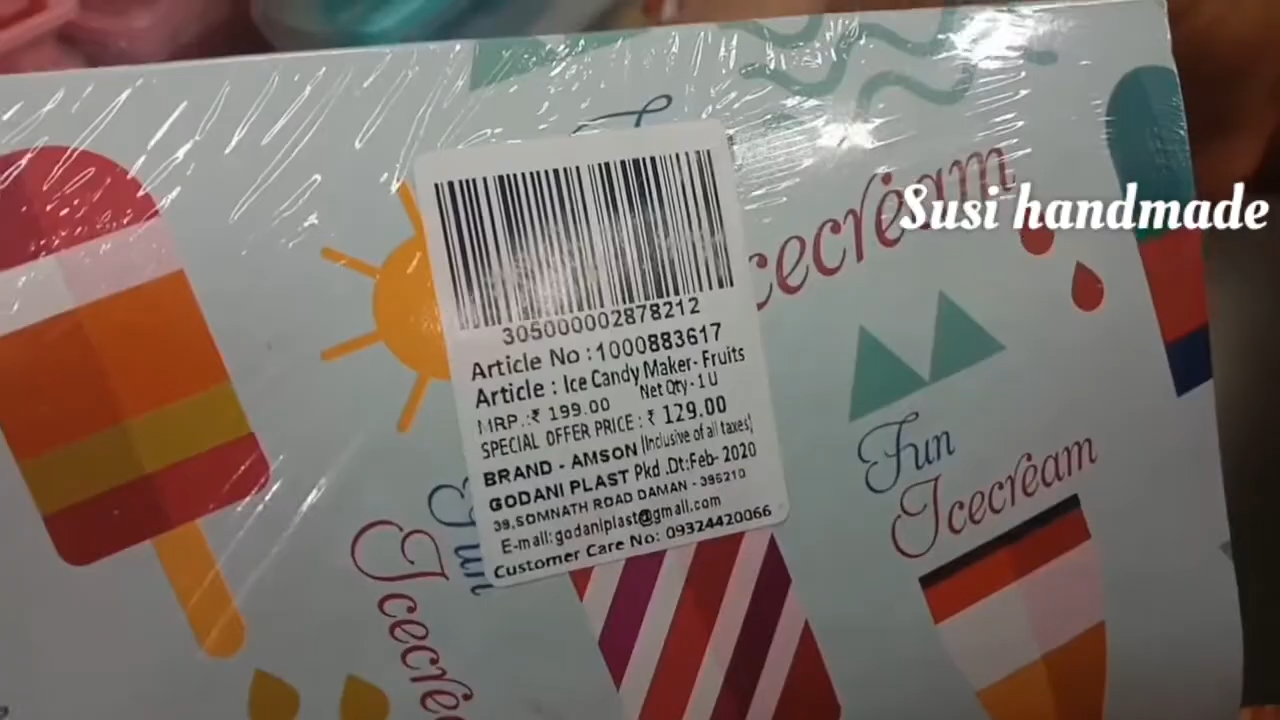 305000002878212
Article No : 1000883617
Article : Ice Candy Maker- Fruits
MRP.:₹ 199.00 Net Qty - 1 U
SPECIAL OFFER PRICE : ₹ 129.00
BRAND - AMSON (Inclusive of all taxes)
GODANI PLAST Pkd .Dt:Feb- 2020
39,SOMNATH ROAD DAMAN - 396210
E-mail: godaniplast@gmail.com
Customer Care No: 09324420066
Icecream
Susi handmade
Fun
Icecream
Fun